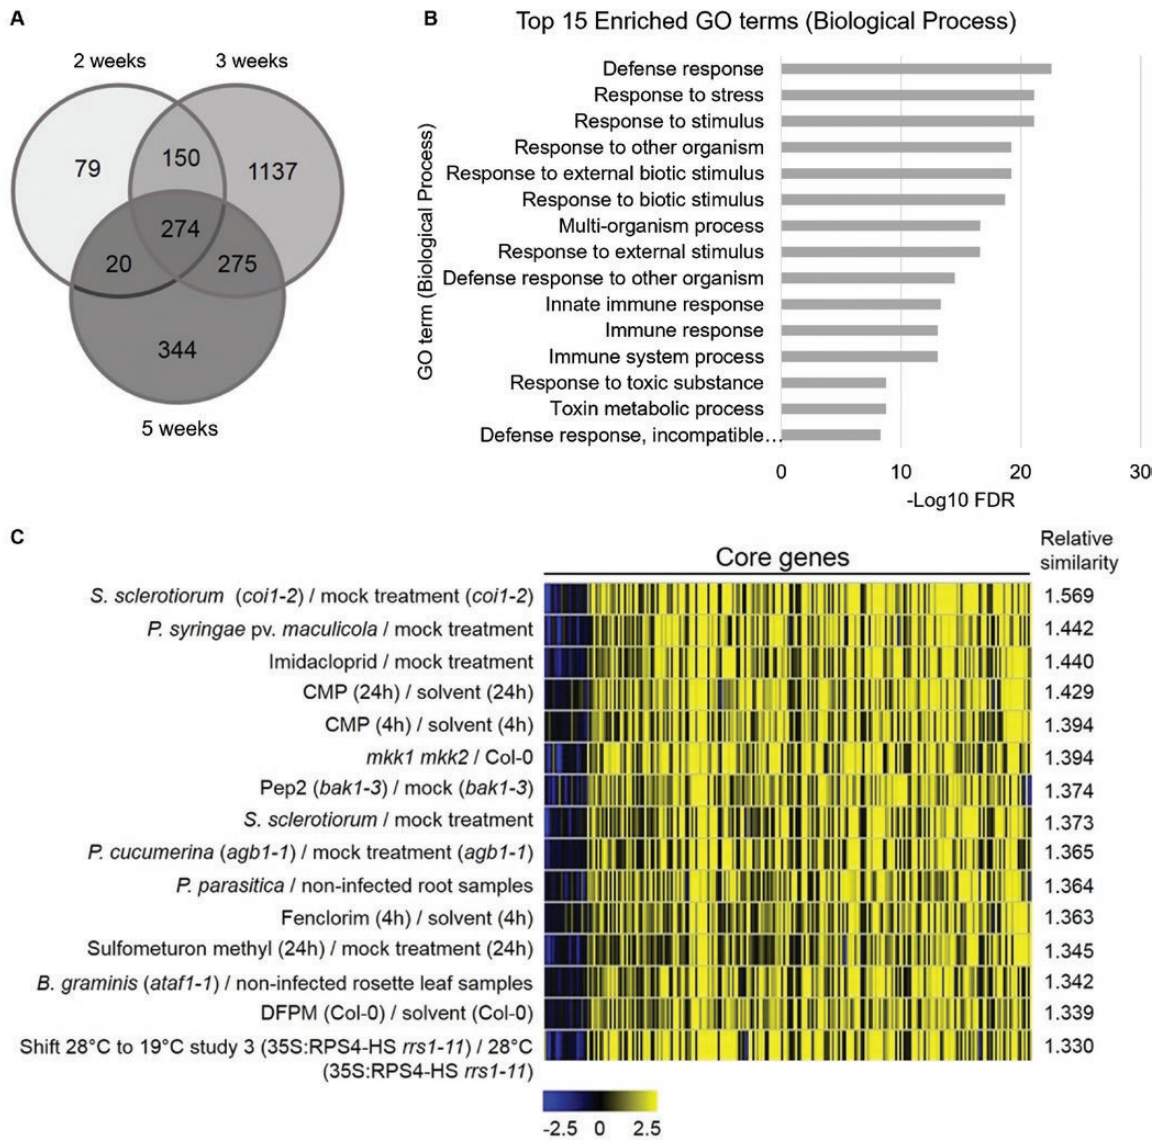 A
2 weeks
3 weeks
79
150
1137
274
20
275
344
5 weeks
B
Top 15 Enriched GO terms (Biological Process)
GO term (Biological Process)
Defense response
Response to stress
Response to stimulus
Response to other organism
Response to external biotic stimulus
Response to biotic stimulus
Multi-organism process
Response to external stimulus
Defense response to other organism
Innate immune response
Immune response
Immune system process
Response to toxic substance
Toxin metabolic process
Defense response, incompatible…
0
10
20
30
-Log10 FDR
C
Core genes
Relative
similarity
S. sclerotiorum (coi1-2) / mock treatment (coi1-2) 1.569
P. syringae pv. maculicola / mock treatment 1.442
Imidacloprid / mock treatment 1.440
CMP (24h) / solvent (24h) 1.429
CMP (4h) / solvent (4h) 1.394
mkk1 mkk2 / Col-0 1.394
Pep2 (bak1-3) / mock (bak1-3) 1.374
S. sclerotiorum / mock treatment 1.373
P. cucumerina (agb1-1) / mock treatment (agb1-1) 1.365
P. parasitica / non-infected root samples 1.364
Fenclorim (4h) / solvent (4h) 1.363
Sulfometuron methyl (24h) / mock treatment (24h) 1.345
B. graminis (ataf1-1) / non-infected rosette leaf samples 1.342
DFPM (Col-0) / solvent (Col-0) 1.339
Shift 28°C to 19°C study 3 (35S:RPS4-HS rrs1-11) / 28°C 1.330
(35S:RPS4-HS rrs1-11)
-2.5 0 2.5